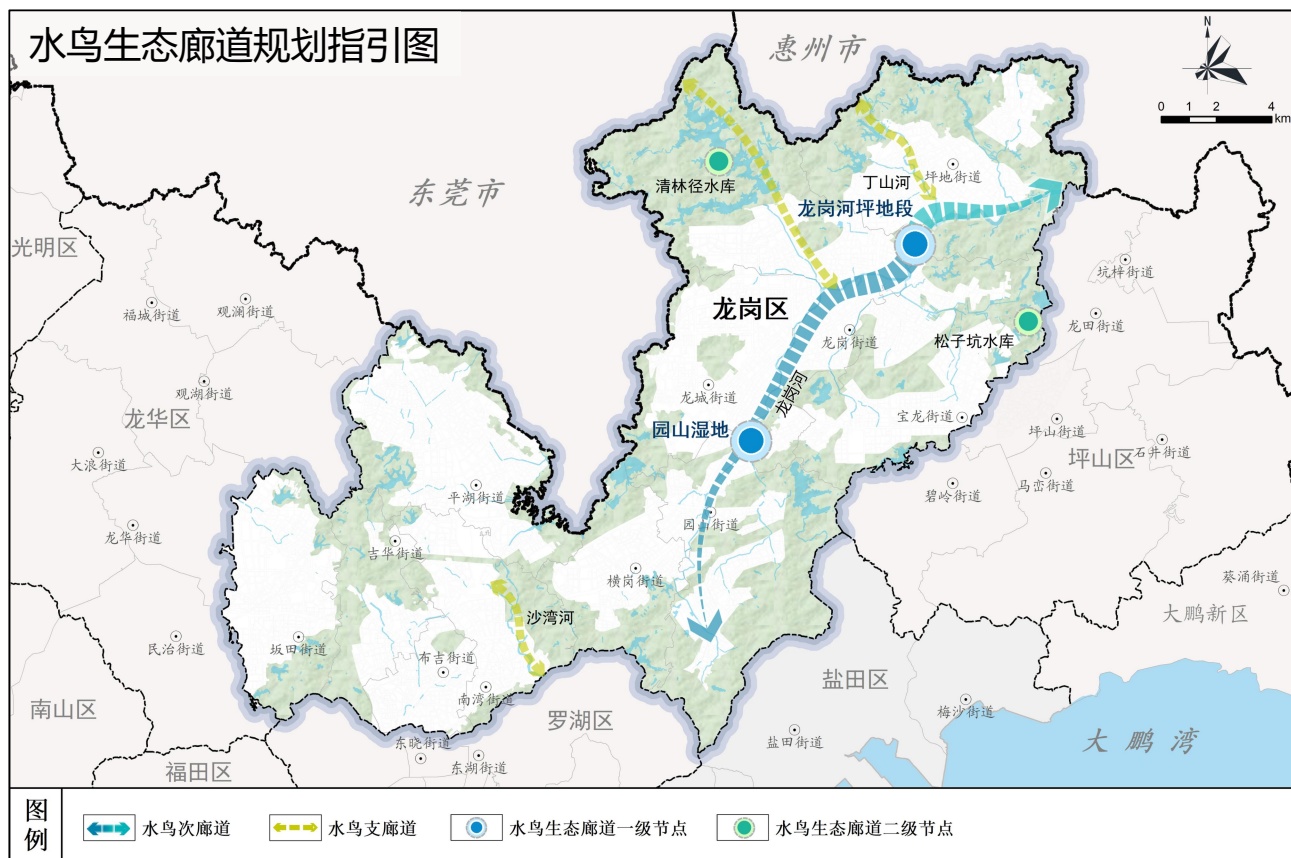 水鸟生态廊道规划指引图
惠州市
N
0 1 2 4
km
东莞市
清林径水库
丁山河
坪地街道
龙岗河坪地段
光明区
坑梓街道
福城街道
观澜街道
龙岗区
龙岗街道
松子坑水库
龙田街道
观湖街道
龙城街道
龙岗河
龙华区
园山湿地
宝龙街道
坪山街道
石井街道
坪山区
大浪街道
马峦街道
碧岭街道
平湖街道
园山街道
龙华街道
吉华街道
横岗街道
葵涌街道
大鹏新区
沙湾河
民治街道
坂田街道
布吉街道
南湾街道
盐田区
梅沙街道
南山区
罗湖区
东晓街道
东湖街道
盐田街道
大鹏湾
福田区
图例
水鸟次廊道
水鸟支廊道
水鸟生态廊道一级节点
水鸟生态廊道二级节点